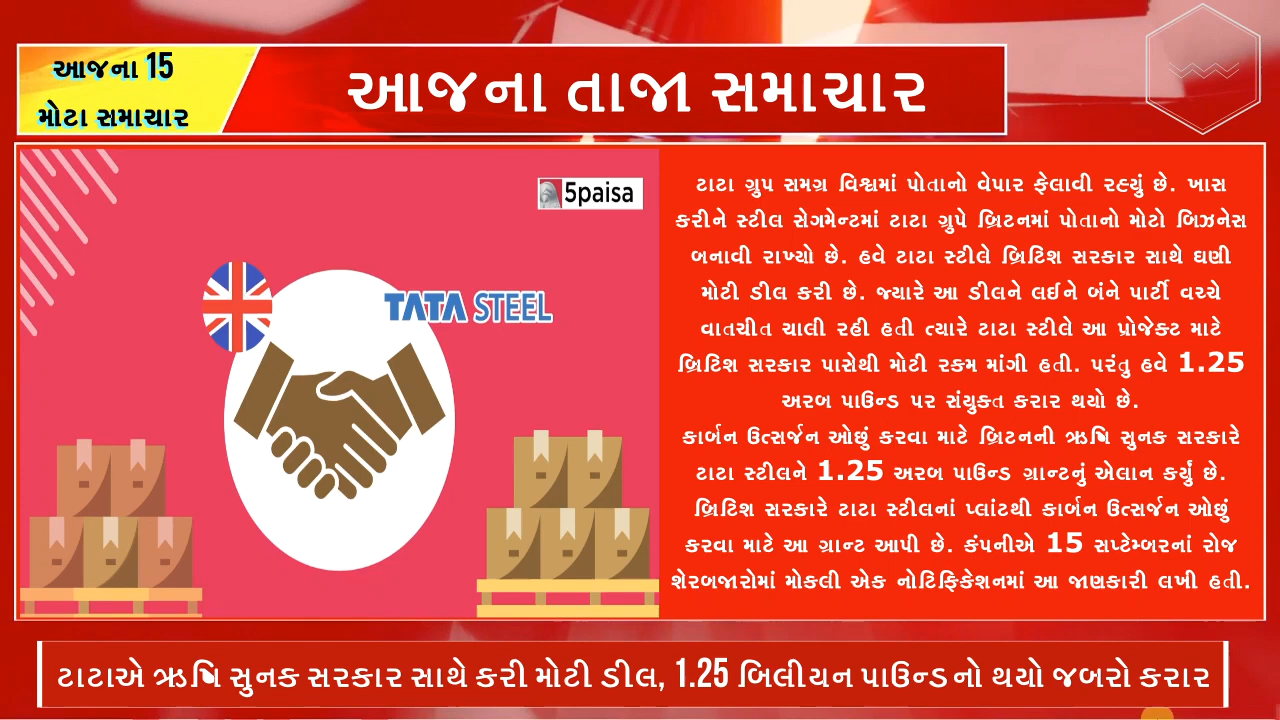 આજના 15
મોટા સમાચાર
આજના તાજા સમાચાર
5paisa
TATA STEEL
ટાટા ગ્રુપ સમગ્ર વિશ્વમાં પોતાનો વેપાર ફેલાવી રહ્યું છે. ખાસ
કરીને સ્ટીલ સેગમેન્ટમાં ટાટા ગ્રુપે બ્રિટનમાં પોતાનો મોટો બિઝનેસ
બનાવી રાખ્યો છે. હવે ટાટા સ્ટીલે બ્રિટિશ સરકાર સાથે ઘણી
મોટી ડીલ કરી છે. જ્યારે આ ડીલને લઈને બંને પાર્ટી વચ્ચે
વાતચીત ચાલી રહી હતી ત્યારે ટાટા સ્ટીલે આ પ્રોજેક્ટ માટે
બ્રિટિશ સરકાર પાસેથી મોટી રકમ માંગી હતી. પરંતુ હવે 1.25
અરબ પાઉન્ડ પર સંયુક્ત કરાર થયો છે.
કાર્બન ઉત્સર્જન ઓછું કરવા માટે બ્રિટનની ઋષિ સુનક સરકારે
ટાટા સ્ટીલને 1.25 અરબ પાઉન્ડ ગ્રાન્ટનું એલાન કર્યું છે.
બ્રિટિશ સરકારે ટાટા સ્ટીલનાં પ્લાંટથી કાર્બન ઉત્સર્જન ઓછું
કરવા માટે આ ગ્રાન્ટ આપી છે. કંપનીએ 15 સપ્ટેમ્બરનાં રોજ
શેરબજારોમાં મોકલી એક નોટિફિકેશનમાં આ જાણકારી લખી હતી.
ટાટાએ ઋષિ સુનક સરકાર સાથે કરી મોટી ડીલ, 1.25 બિલીયન પાઉન્ડનો થયો જબરો કરાર